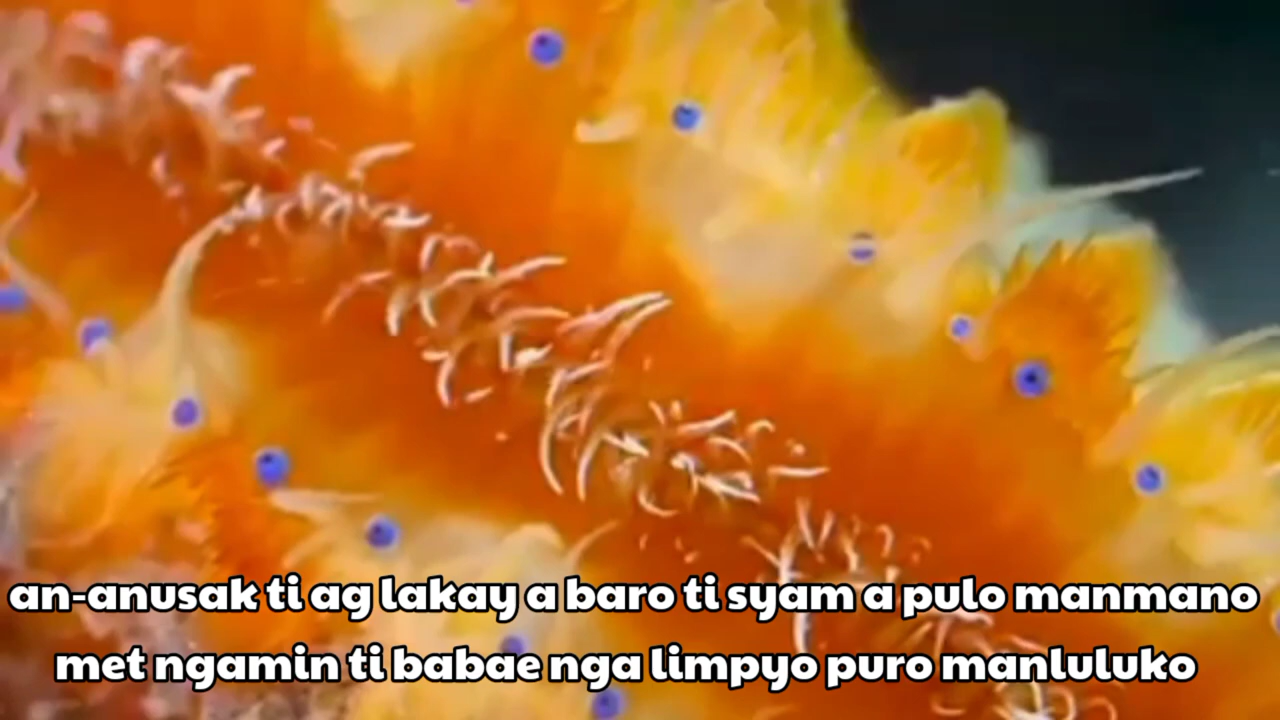 an-anusak ti ag lakay a baro ti syam a pulo manmano
met ngamin ti babae nga limpyo puro manluluko